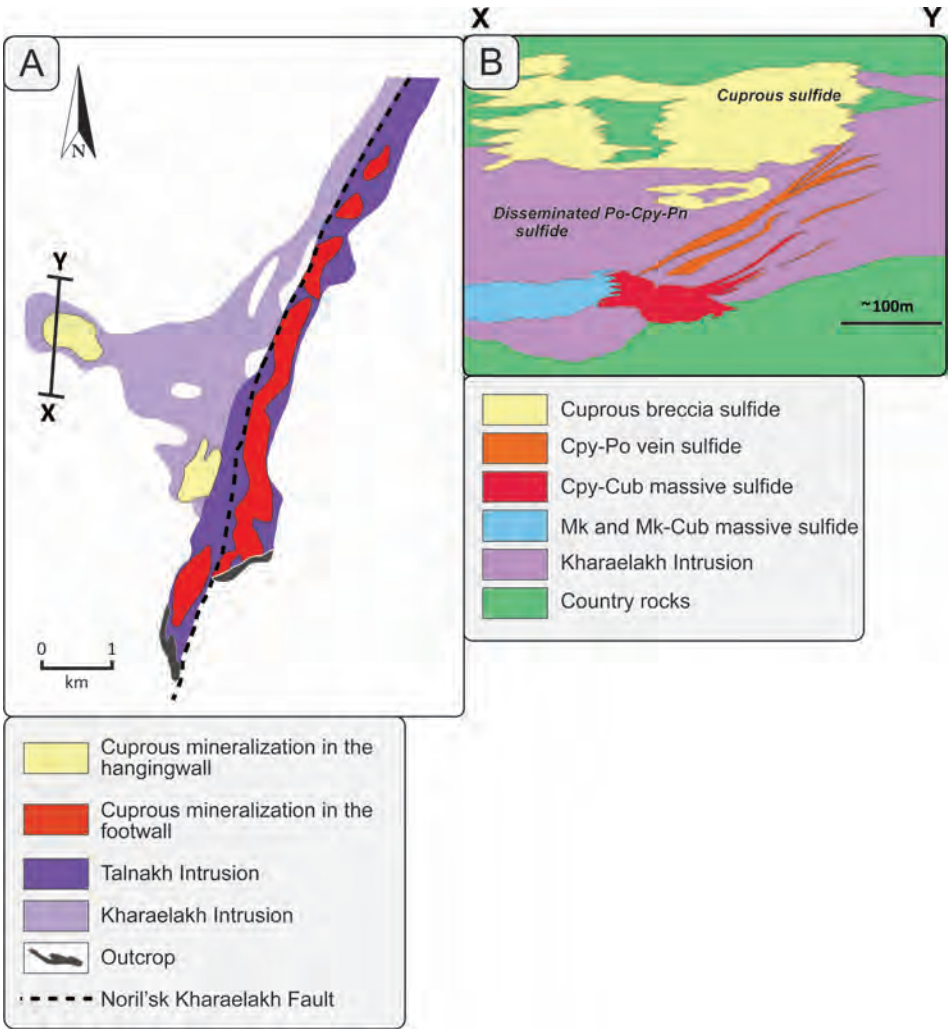 A
N
Y
X
0 1
km
Cuprous mineralization in the
hangingwall
Cuprous mineralization in the
footwall
Talnakh Intrusion
Kharaelakh Intrusion
Outcrop
Noril'sk Kharaelakh Fault
X Y
B
Cuprous sulfide
Disseminated Po-Cpy-Pn
sulfide
~100m
Cuprous breccia sulfide
Cpy-Po vein sulfide
Cpy-Cub massive sulfide
Mk and Mk-Cub massive sulfide
Kharaelakh Intrusion
Country rocks